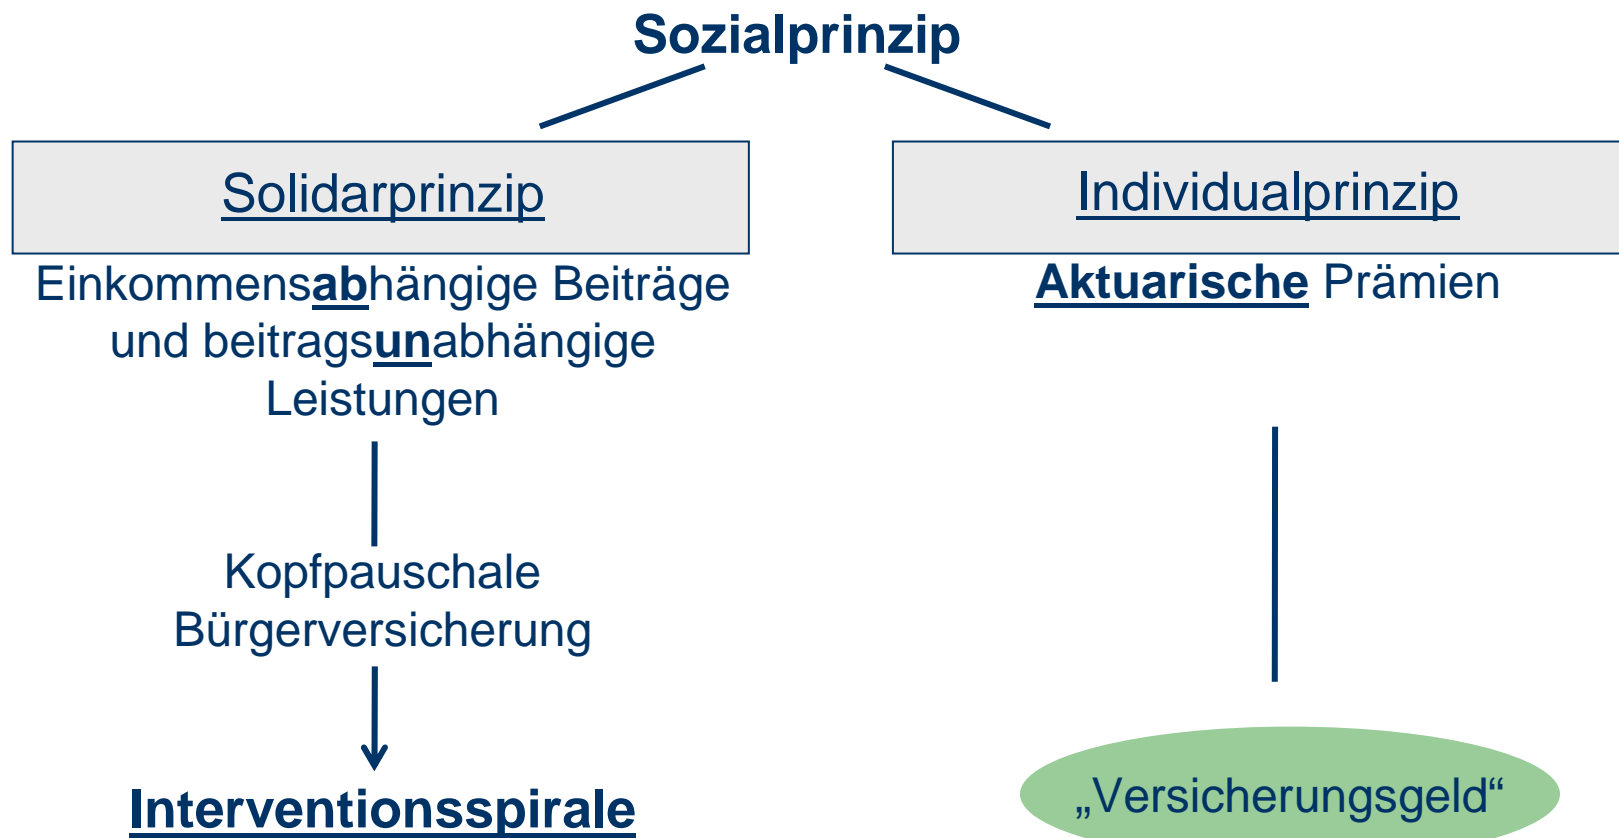 Sozialprinzip
Solidarprinzip
Einkommensabhängige Beiträge
und beitragsunabhängige
Leistungen
Kopfpauschale
Bürgerversicherung
Interventionsspirale
Individualprinzip
Aktuarische Prämien
„Versicherungsgeld“